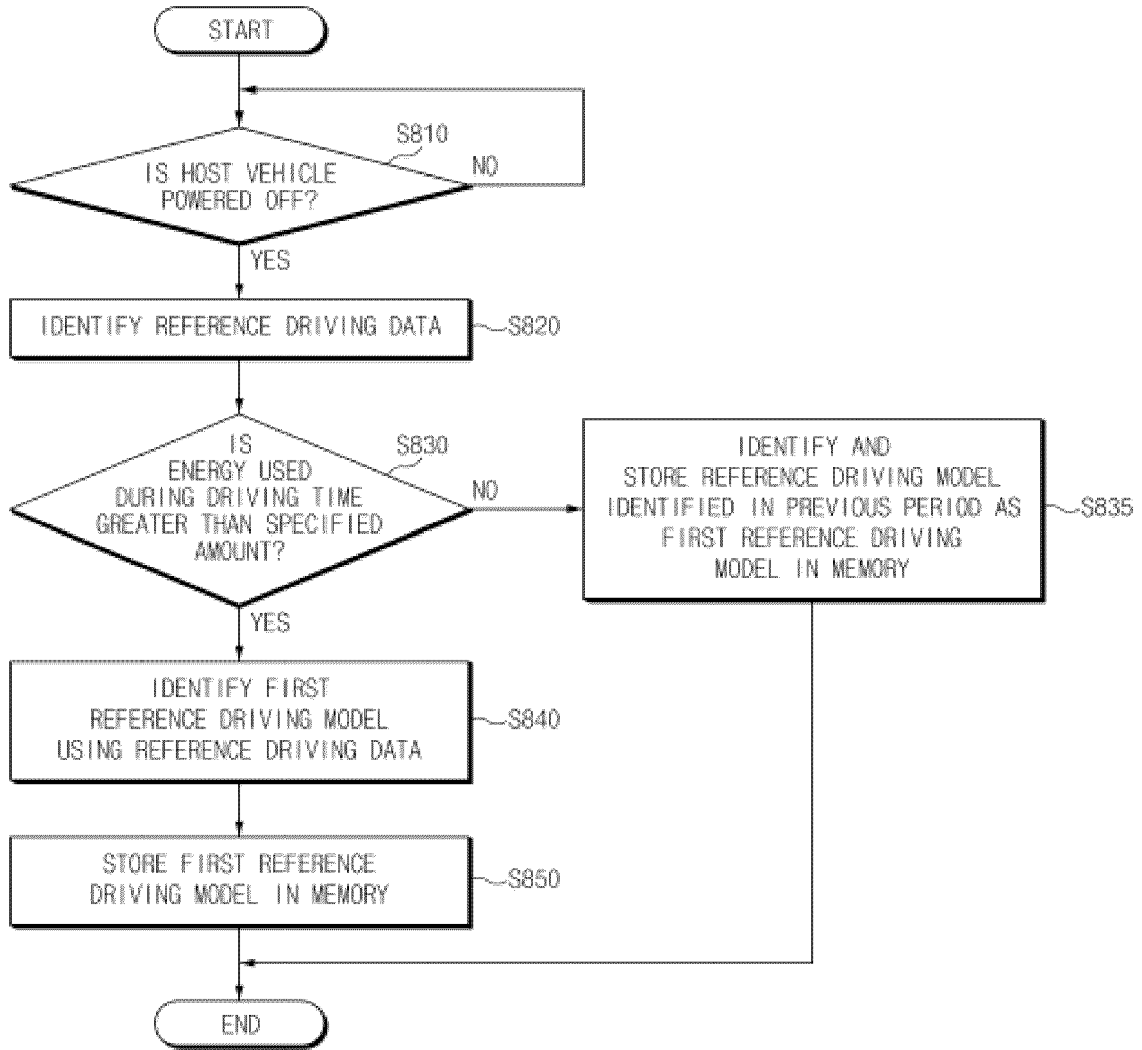 START
S810
IS HOST VEHICLE
POWERED OFF?
NO
YES
IDENTIFY REFERENCE DRIVING DATA
S820
IS
ENERGY USED
DURING DRIVING TIME
GREATER THAN SPECIFIED
AMOUNT?
S830
NO
IDENTIFY AND
STORE REFERENCE DRIVING MODEL
IDENTIFIED IN PREVIOUS PERIOD AS
FIRST REFERENCE DRIVING
MODEL IN MEMORY
S835
YES
IDENTIFY FIRST
REFERENCE DRIVING MODEL
USING REFERENCE DRIVING DATA
S840
STORE FIRST REFERENCE
DRIVING MODEL IN MEMORY
S850
END